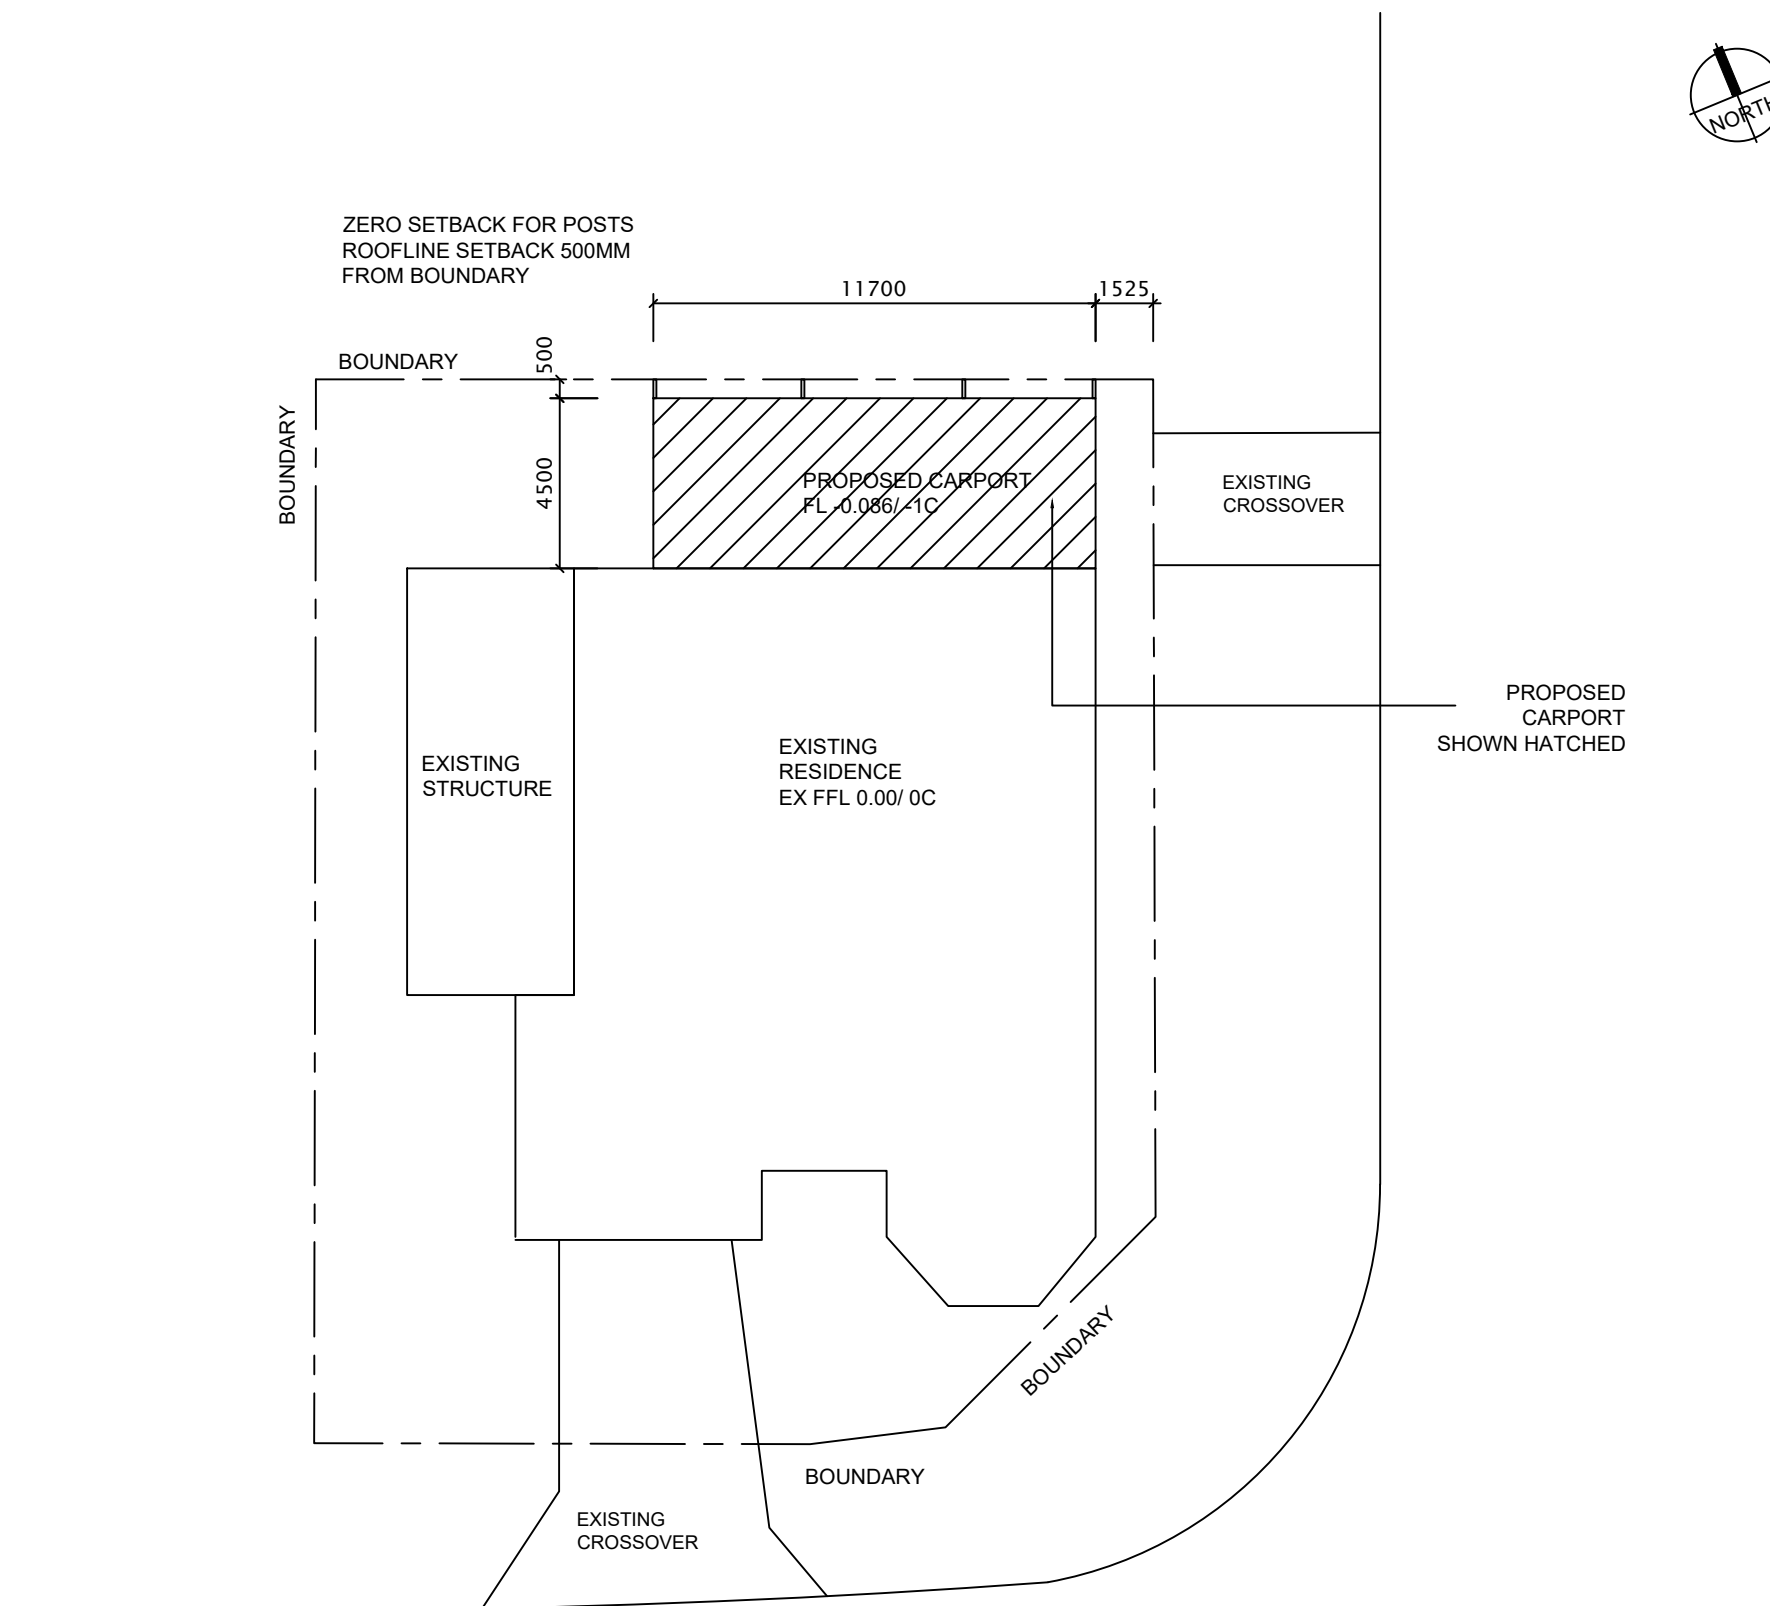 NORTH
ZERO SETBACK FOR POSTS
ROOFLINE SETBACK 500MM
FROM BOUNDARY
11700
1525
BOUNDARY
500
BOUNDARY
4500
PROPOSED CARPORT
FL -0.086/ -1C
EXISTING
CROSSOVER
PROPOSED
CARPORT
SHOWN HATCHED
EXISTING
STRUCTURE
EXISTING
RESIDENCE
EX FFL 0.00/ 0C
BOUNDARY
BOUNDARY
EXISTING
CROSSOVER